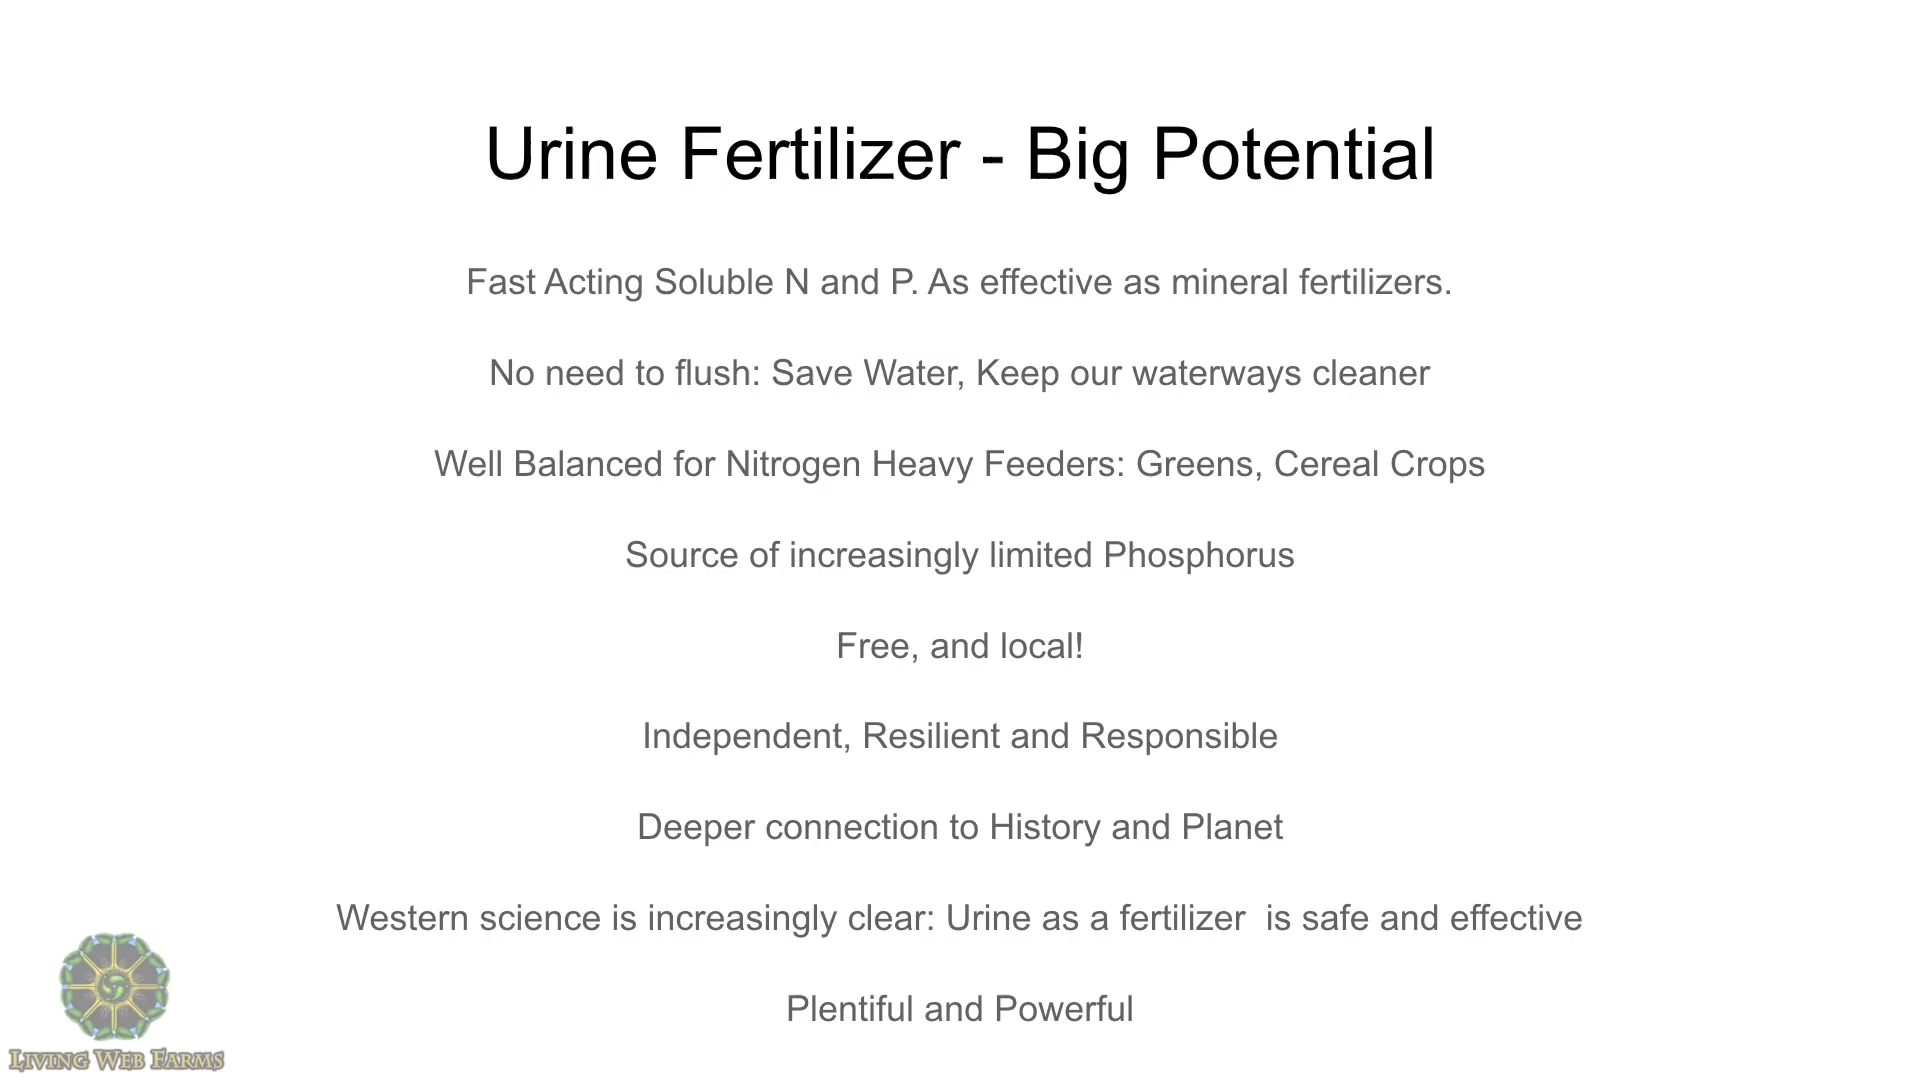 Urine Fertilizer - Big Potential
Fast Acting Soluble N and P. As effective as mineral fertilizers.
No need to flush: Save Water, Keep our waterways cleaner
Well Balanced for Nitrogen Heavy Feeders: Greens, Cereal Crops
Source of increasingly limited Phosphorus
Free, and local!
Independent, Resilient and Responsible
Deeper connection to History and Planet
Western science is increasingly clear: Urine as a fertilizer  is safe and effective
Plentiful and Powerful
LIVING WEB FARMS